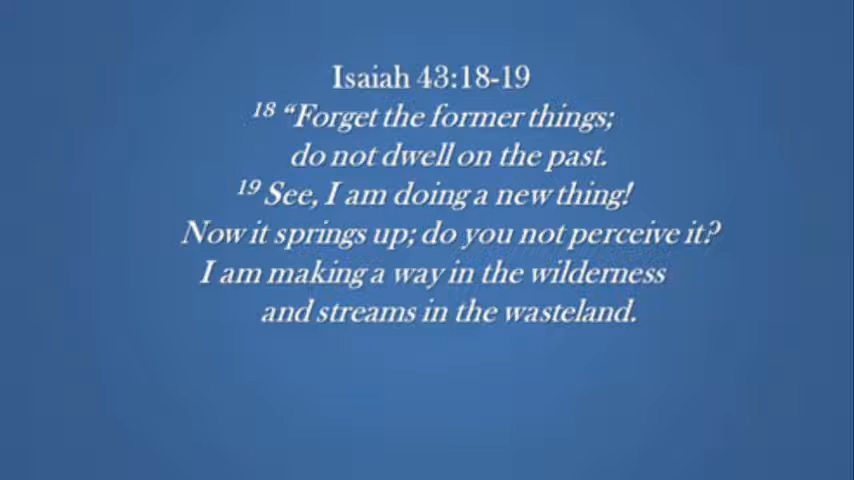 Isaiah 43:18-19
18 “Forget the former things;
do not dwell on the past.
19 See, I am doing a new thing!
Now it springs up; do you not perceive it?
I am making a way in the wilderness
and streams in the wasteland.